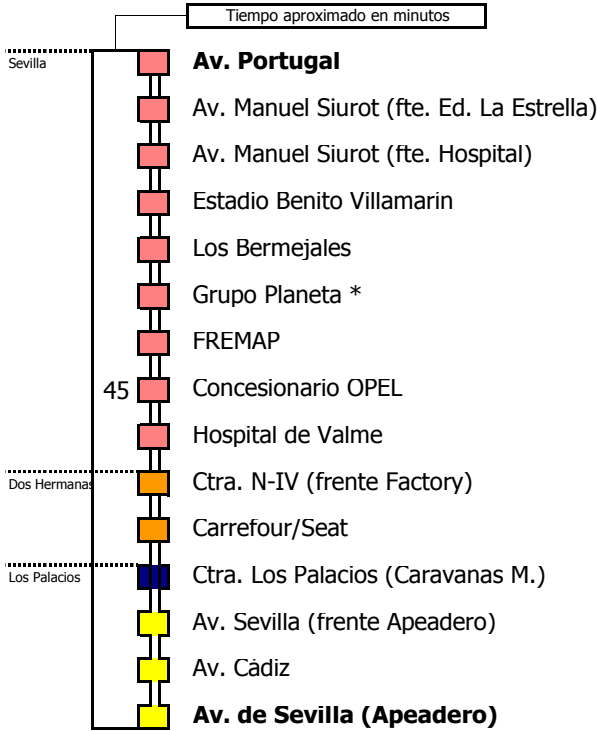 Tiempo aproximado en minutos
Sevilla
Av. Portugal
Av. Manuel Siurot (fte. Ed. La Estrella)
Av. Manuel Siurot (fte. Hospital)
Estadio Benito Villamarin
Los Bermejales
Grupo Planeta *
FREMAP
45
Concesionario OPEL
Hospital de Valme
Dos Hermanas
Ctra. N-IV (frente Factory)
Carrefour/Seat
Los Palacios
Ctra. Los Palacios (Caravanas M.)
Av. Sevilla (frente Apeadero)
Av. Cádiz
Av. de Sevilla (Apeadero)